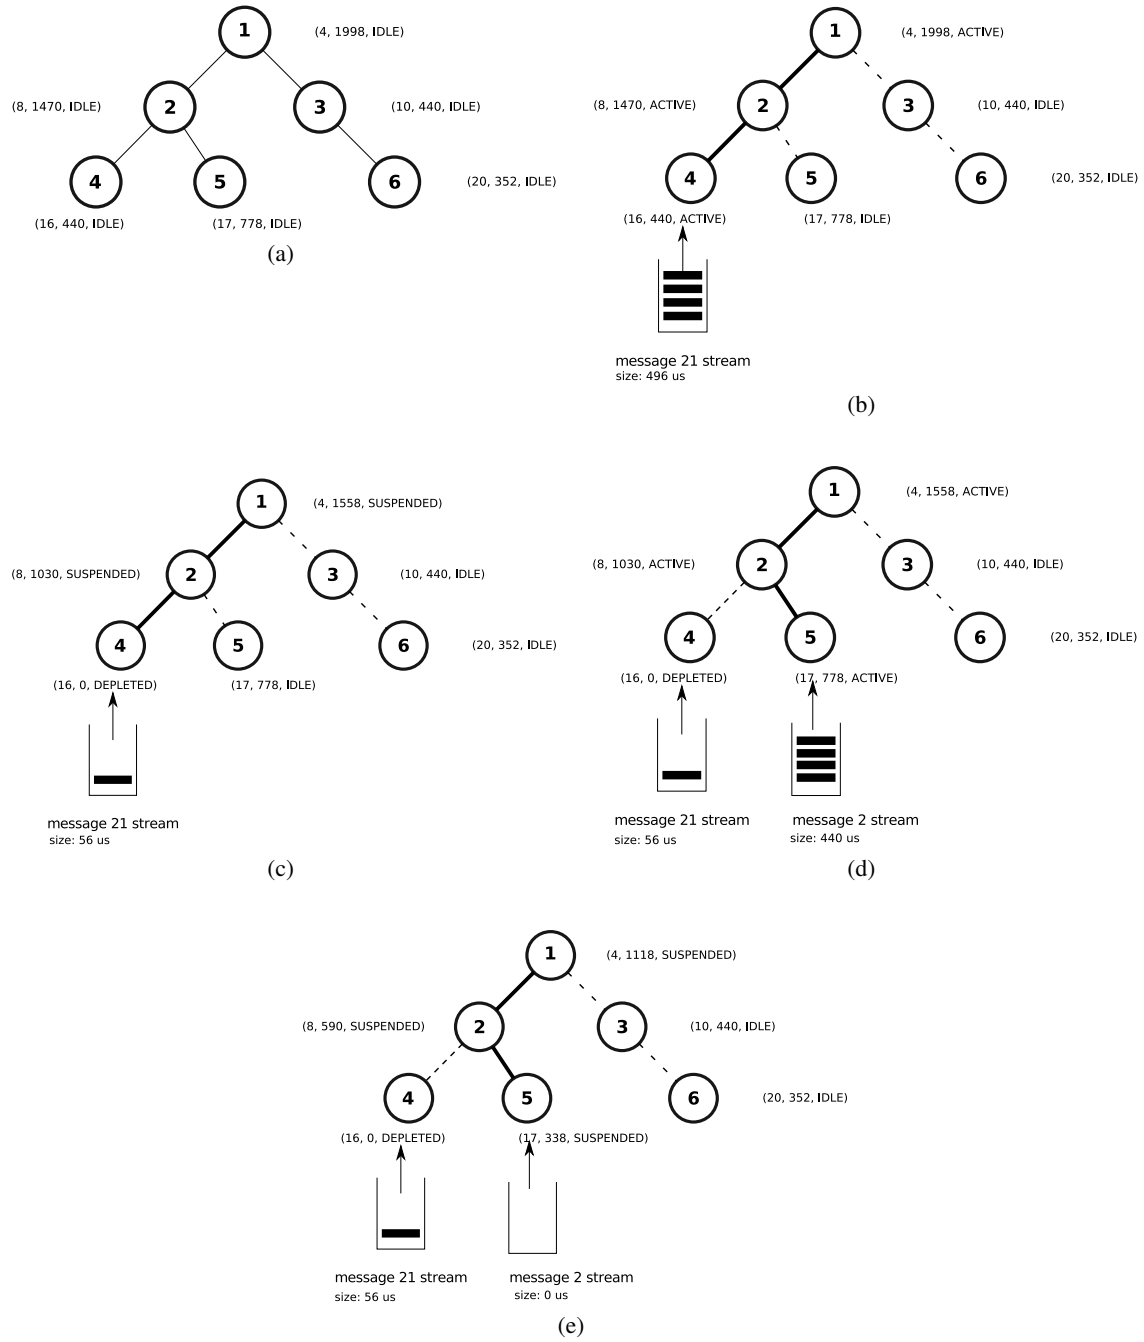 1
(4, 1998, IDLE)
(8, 1470, IDLE)
2
3
(10, 440, IDLE)
4
5
6
(20, 352, IDLE)
(16, 440, IDLE)
(17, 778, IDLE)
(a)
1
(4, 1998, ACTIVE)
(8, 1470, ACTIVE)
2
3
(10, 440, IDLE)
4
5
6
(20, 352, IDLE)
(16, 440, ACTIVE)
(17, 778, IDLE)
message 21 stream
size: 496 us
(b)
1
(4, 1558, SUSPENDED)
(8, 1030, SUSPENDED)
2
3
(10, 440, IDLE)
4
5
6
(20, 352, IDLE)
(16, 0, DEPLETED)
(17, 778, IDLE)
message 21 stream
size: 56 us
(c)
1
(4, 1558, ACTIVE)
(8, 1030, ACTIVE)
2
3
(10, 440, IDLE)
4
5
6
(20, 352, IDLE)
(16, 0, DEPLETED)
(17, 778, ACTIVE)
message 21 stream
size: 56 us
message 2 stream
size: 440 us
(d)
1
(4, 1118, SUSPENDED)
(8, 590, SUSPENDED)
2
3
(10, 440, IDLE)
4
5
6
(20, 352, IDLE)
(16, 0, DEPLETED)
(17, 338, SUSPENDED)
message 21 stream
size: 56 us
message 2 stream
size: 0 us
(e)